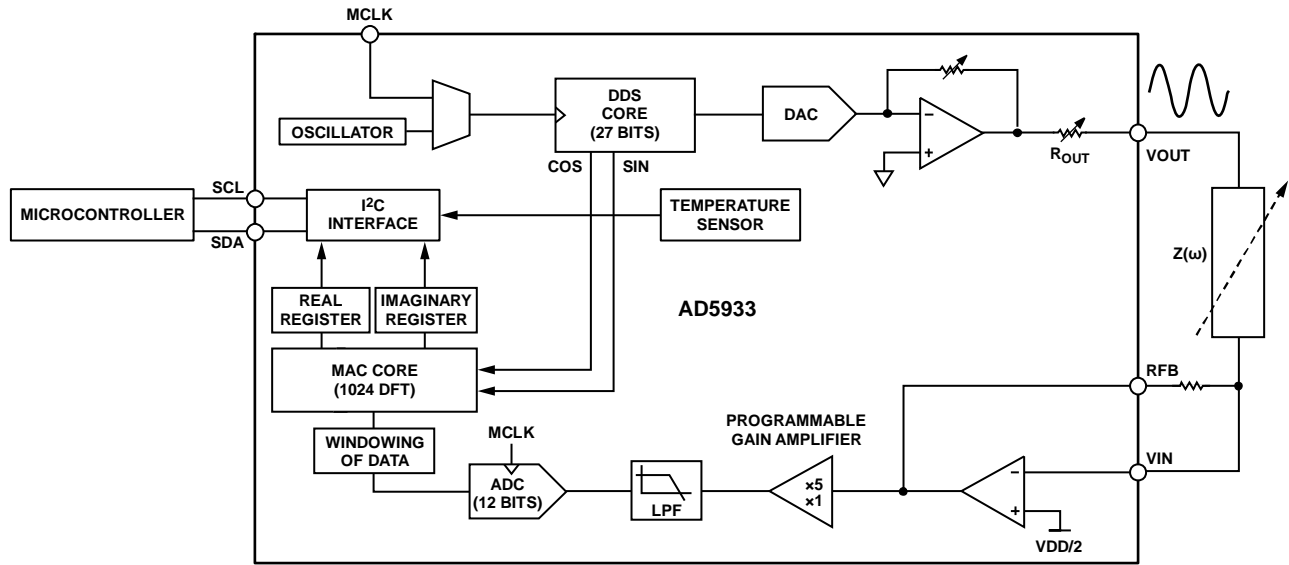 MCLK
OSCILLATOR
DDS
CORE
(27 BITS)
DAC
ROUT
VOUT
COS
SIN
SCL
SDA
MICROCONTROLLER
I2C
INTERFACE
TEMPERATURE
SENSOR
Z(ω)
REAL
REGISTER
IMAGINARY
REGISTER
AD5933
MAC CORE
(1024 DFT)
RFB
PROGRAMMABLE
GAIN AMPLIFIER
WINDOWING
OF DATA
MCLK
ADC
(12 BITS)
LPF
×5
×1
VIN
VDD/2